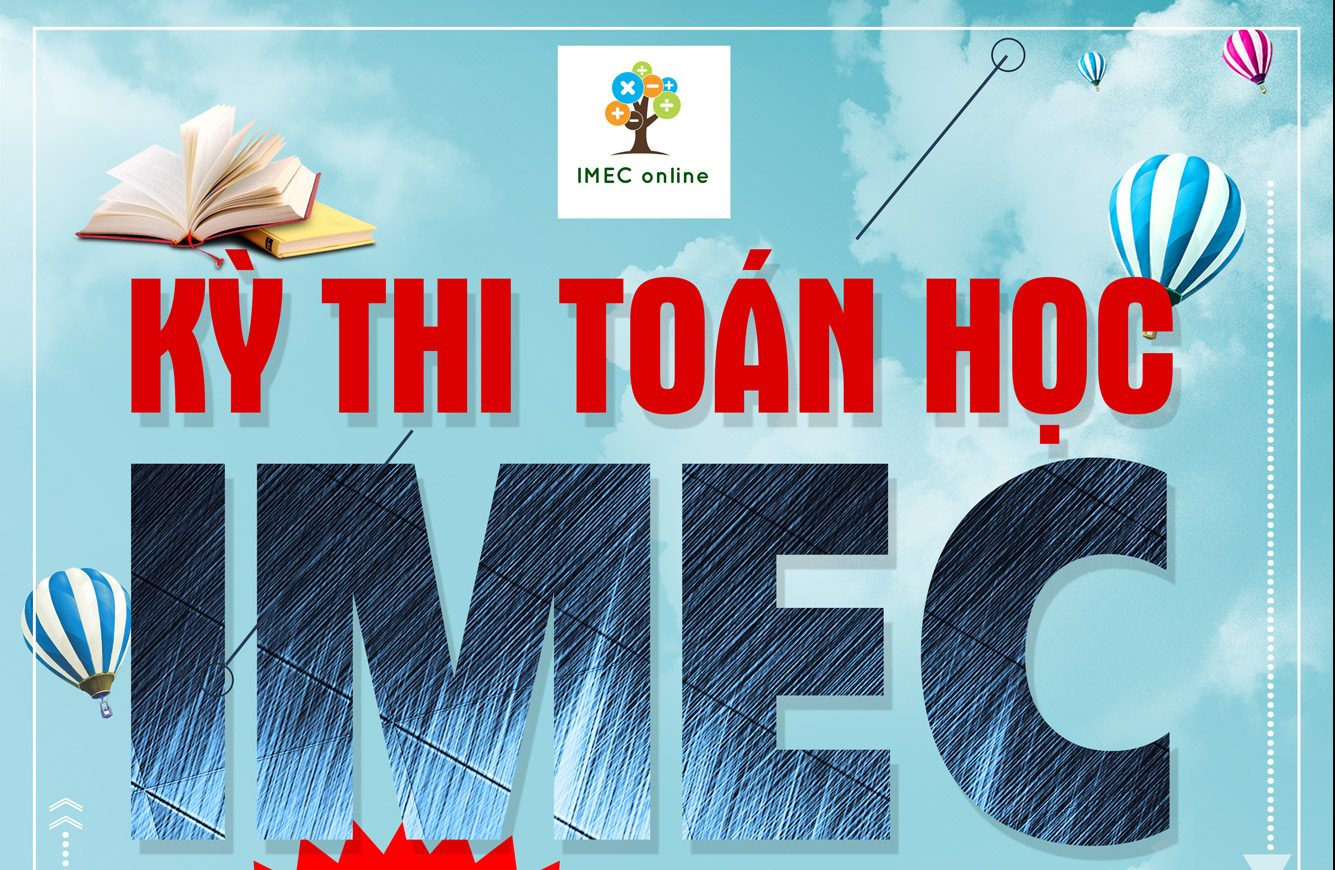 IMEC online
KỲ THI TOÁN HỌC
IMEC